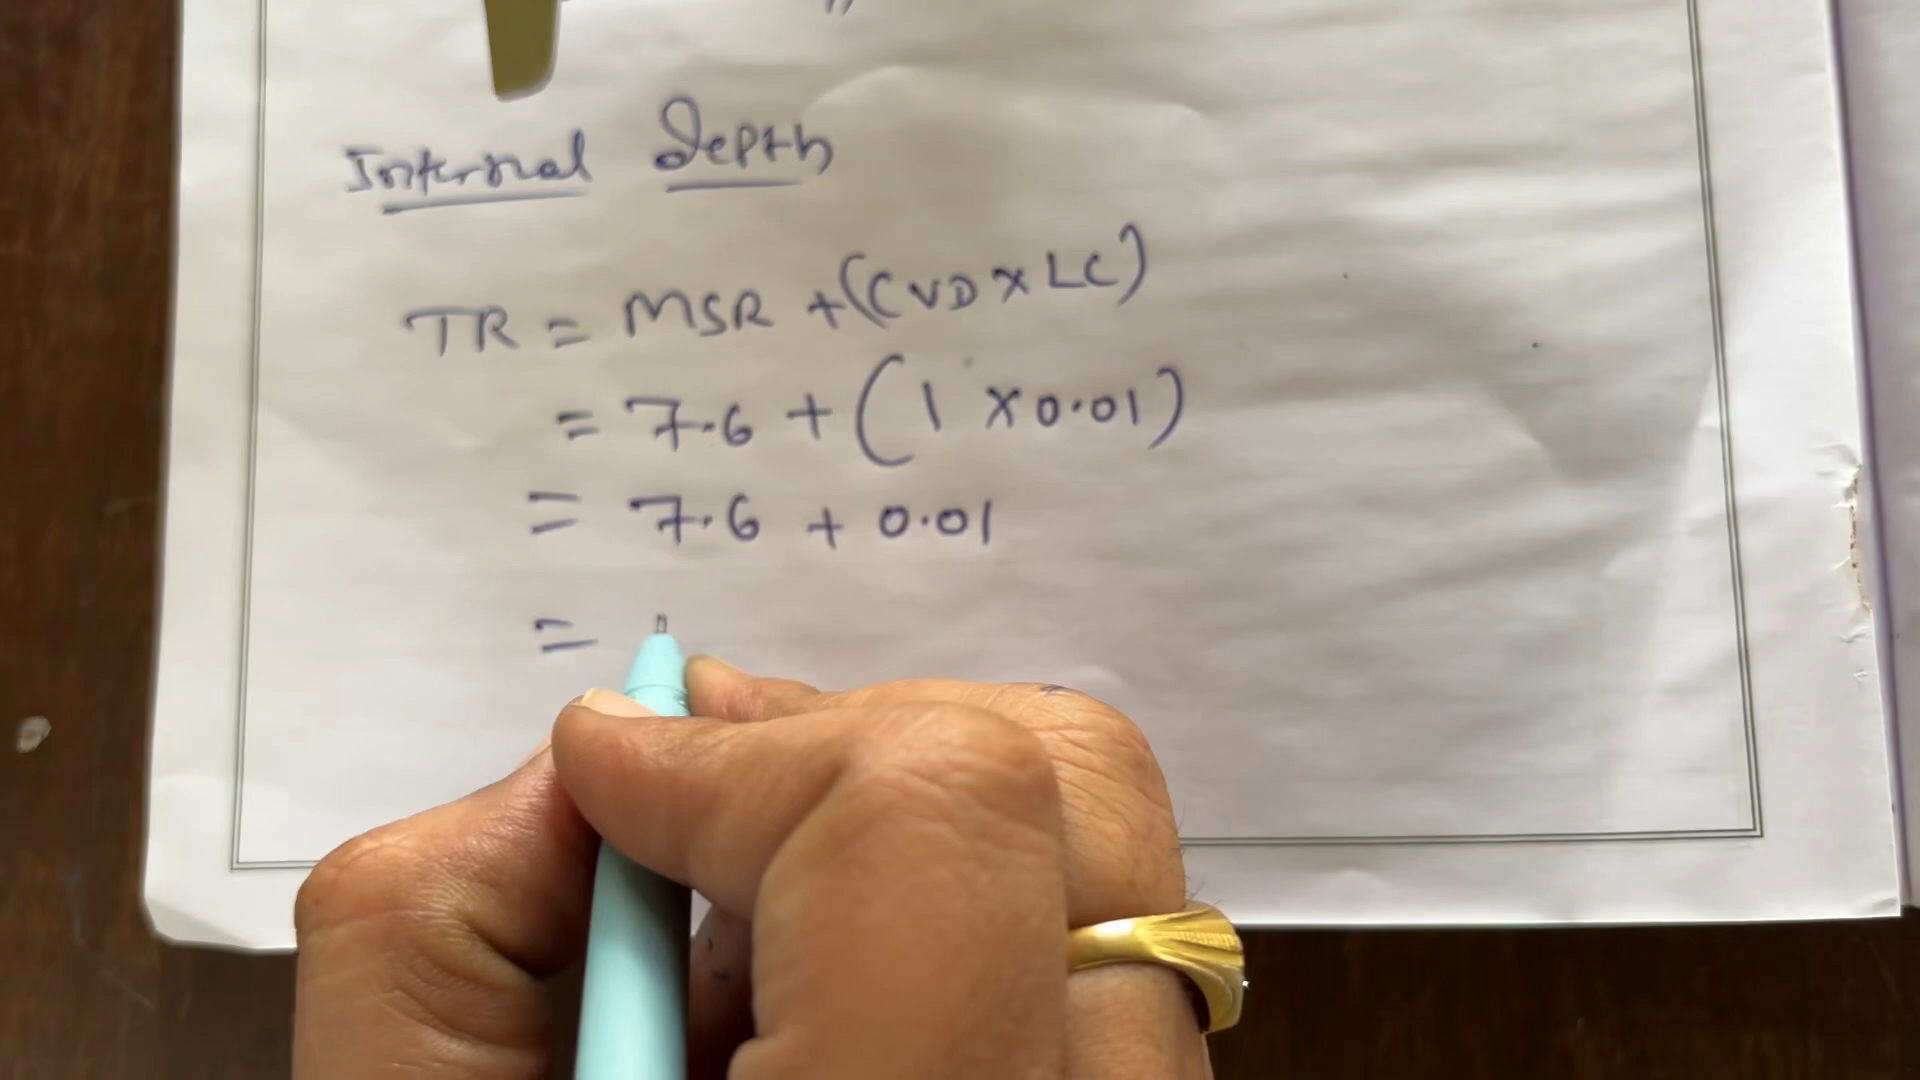 Internal Depth
TR = MSR + (CVD × LC)
= 7.6 + (1 × 0.01)
= 7.6 + 0.01
=